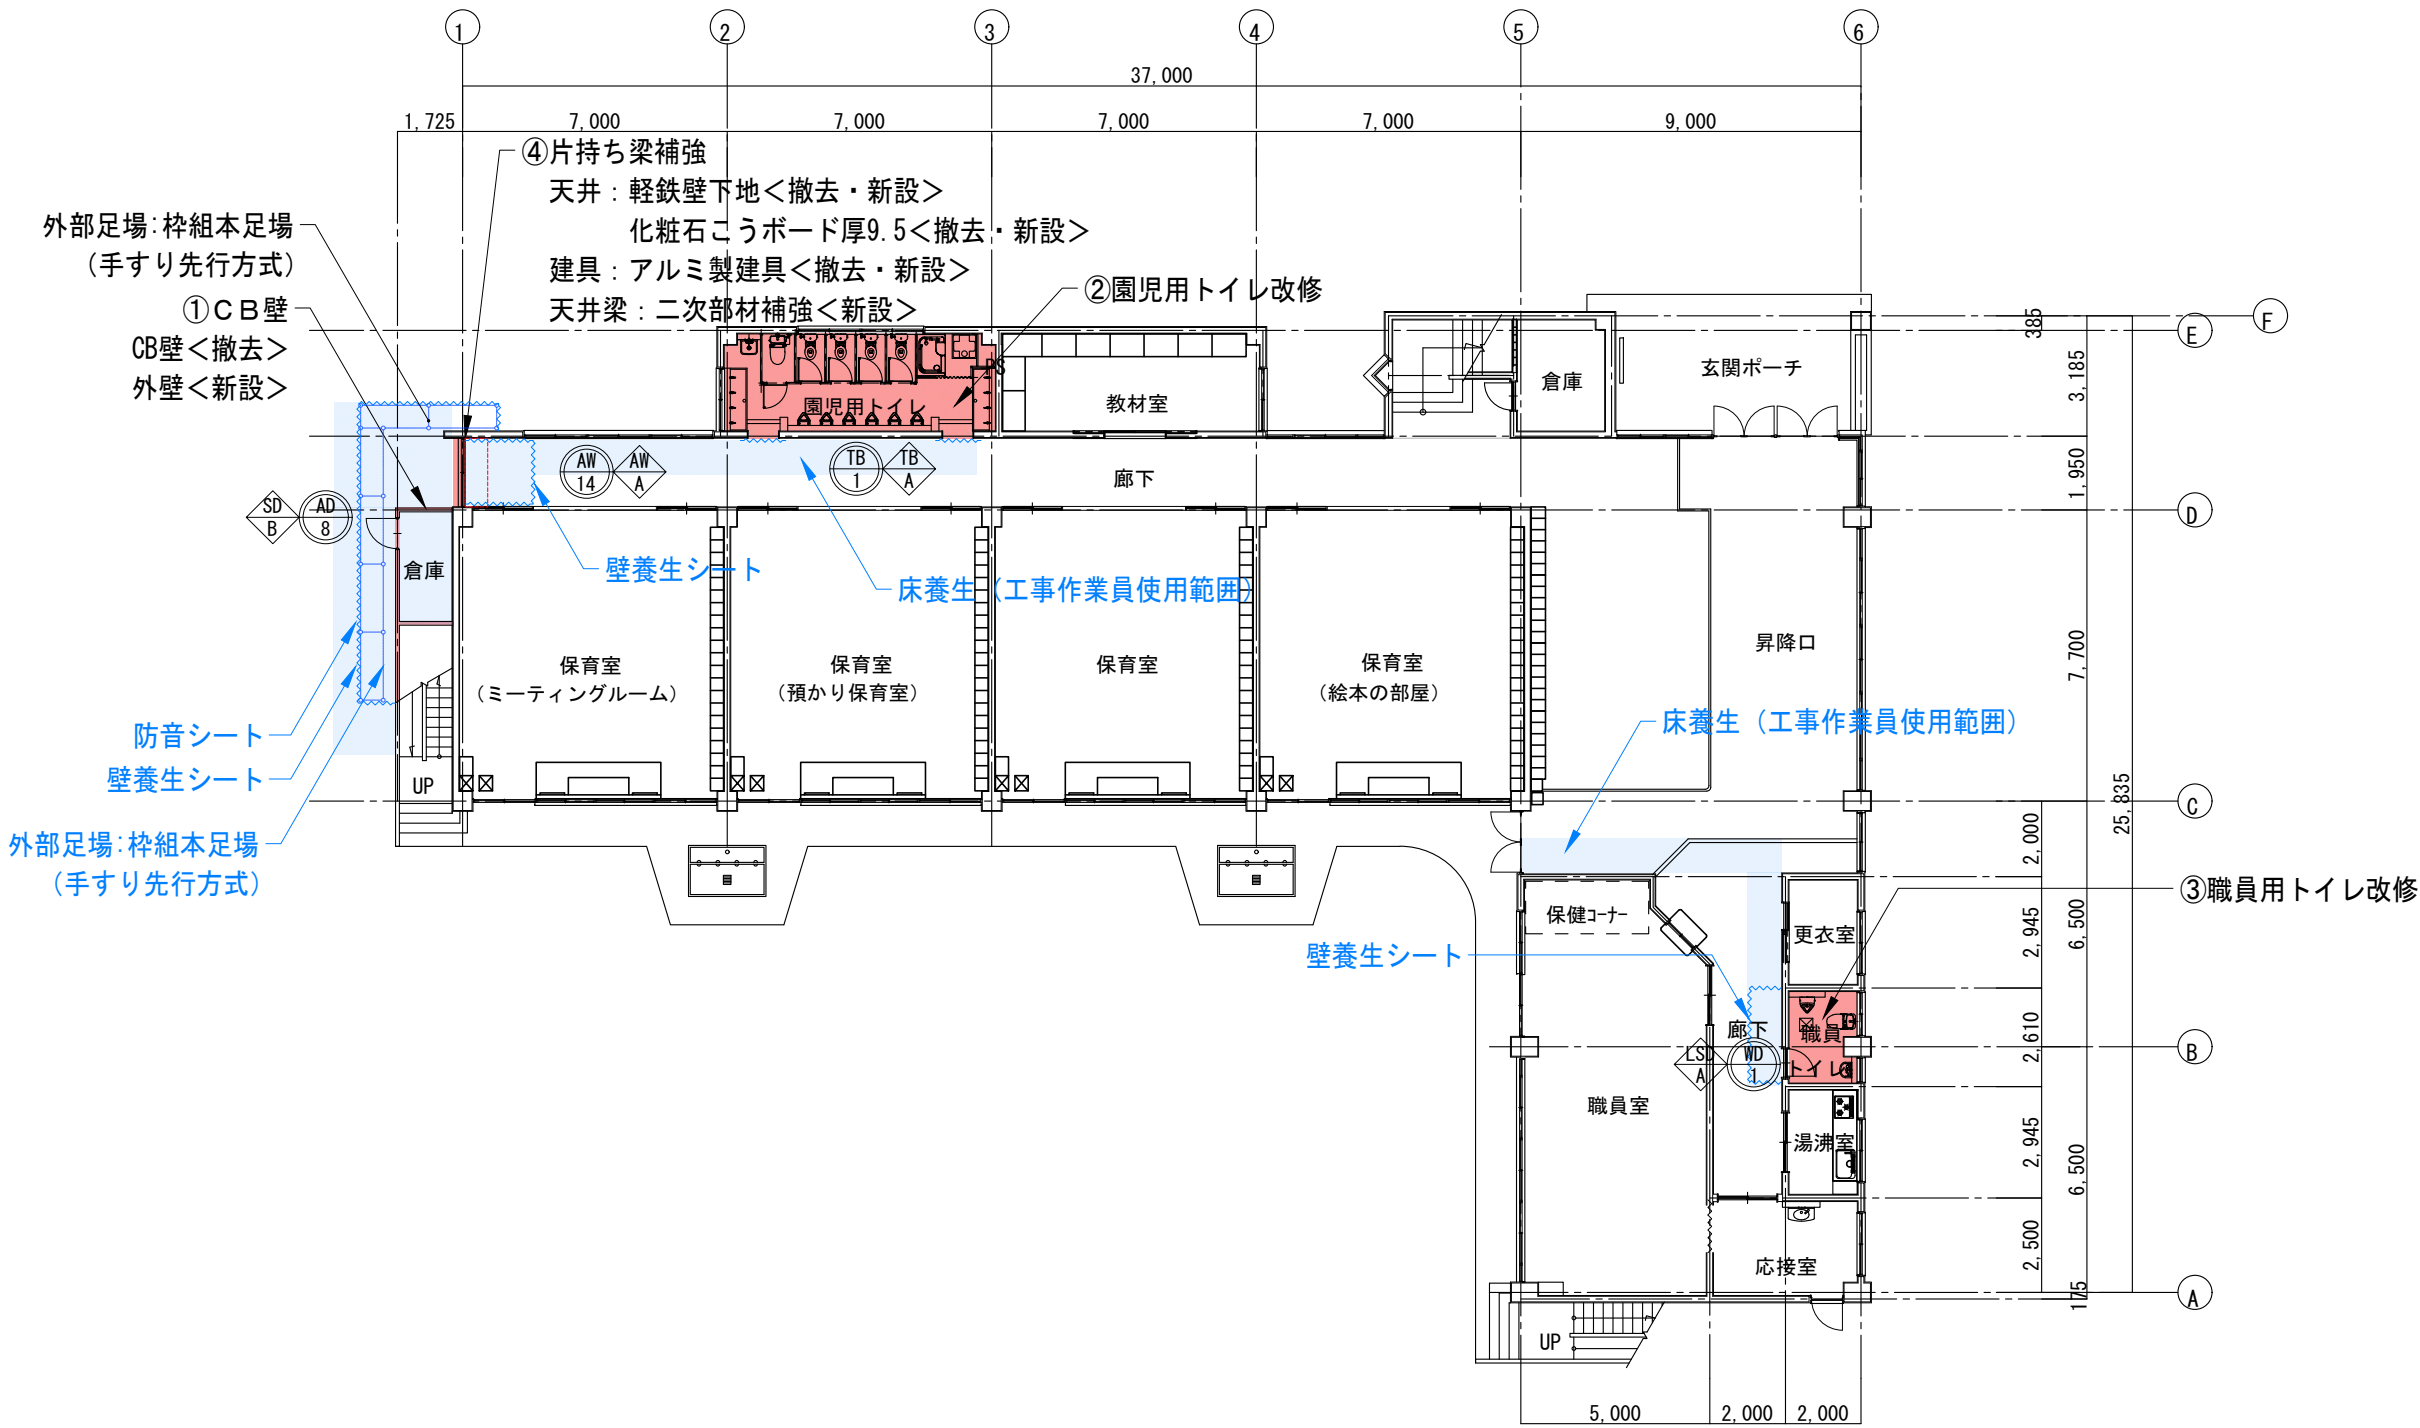 1
2
3
4
5
6
37,000
1,725
7,000
7,000
7,000
7,000
9,000
④片持ち梁補強
天井：軽鉄壁下地＜撤去・新設＞
化粧石こうボード厚9.5＜撤去・新設＞
建具：アルミ製建具＜撤去・新設＞
天井梁：二次部材補強＜新設＞
外部足場：枠組本足場
（手すり先行方式）
①ＣＢ壁
CB壁＜撤去＞
外壁＜新設＞
②園児用トイレ改修
PS
園児用トイレ
教材室
倉庫
玄関ポーチ
385
3,185
E
F
AW
14
AW
A
TB
1
TB
A
廊下
1,950
D
SD
B
AD
8
倉庫
壁養生シート
床養生（工事作業員使用範囲）
保育室
（ミーティングルーム）
保育室
（預かり保育室）
保育室
保育室
（絵本の部屋）
昇降口
7,700
床養生（工事作業員使用範囲）
防音シート
壁養生シート
UP
外部足場：枠組本足場
（手すり先行方式）
25,835
C
2,000
③職員用トイレ改修
保健コーナー
更衣室
2,945
6,500
壁養生シート
廊下
職員
トイレ
2,610
B
LSD
A
WD
1
職員室
湯沸室
2,945
6,500
応接室
2,500
175
A
UP
5,000
2,000
2,000